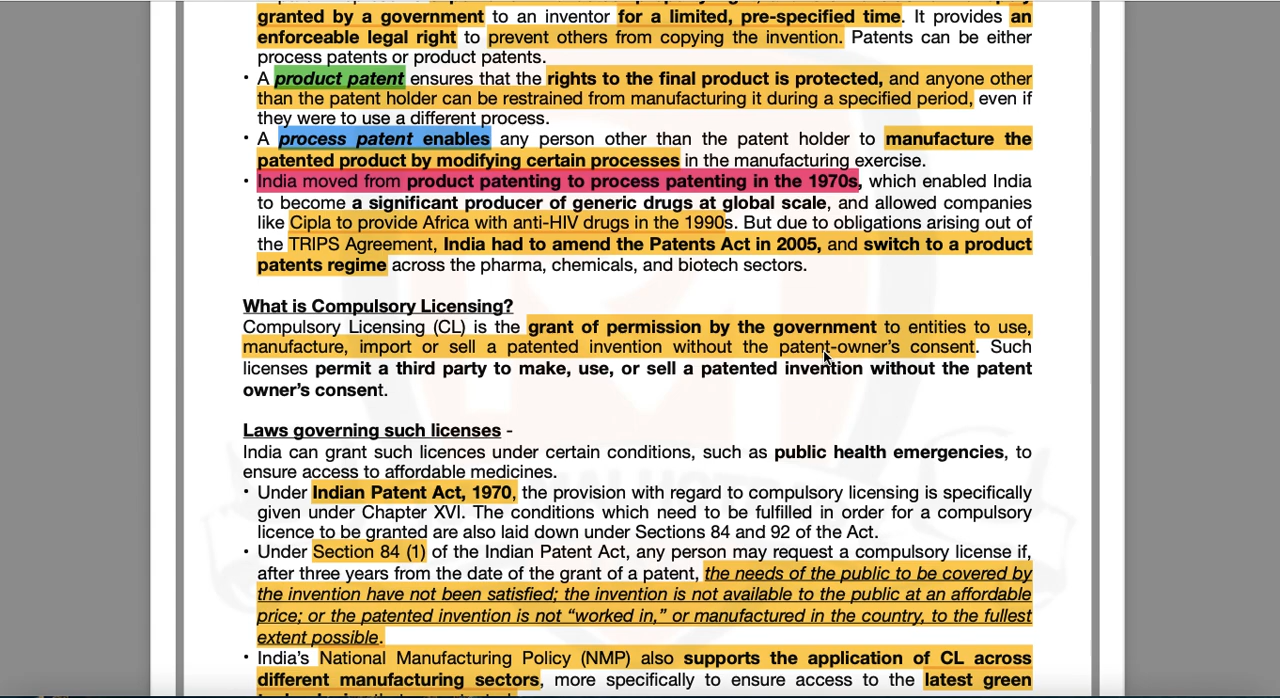 granted by a government to an inventor for a limited, pre-specified time. It provides an
enforceable legal right to prevent others from copying the invention. Patents can be either
process patents or product patents.
• A product patent ensures that the rights to the final product is protected, and anyone other
than the patent holder can be restrained from manufacturing it during a specified period, even if
they were to use a different process.
• A process patent enables any person other than the patent holder to manufacture the
patented product by modifying certain processes in the manufacturing exercise.
• India moved from product patenting to process patenting in the 1970s, which enabled India
to become a significant producer of generic drugs at global scale, and allowed companies
like Cipla to provide Africa with anti-HIV drugs in the 1990s. But due to obligations arising out of
the TRIPS Agreement, India had to amend the Patents Act in 2005, and switch to a product
patents regime across the pharma, chemicals, and biotech sectors.
What is Compulsory Licensing?
Compulsory Licensing (CL) is the grant of permission by the government to entities to use,
manufacture, import or sell a patented invention without the patent-owner's consent. Such
licenses permit a third party to make, use, or sell a patented invention without the patent
owner's consent.
Laws governing such licenses -
India can grant such licences under certain conditions, such as public health emergencies, to
ensure access to affordable medicines.
• Under Indian Patent Act, 1970, the provision with regard to compulsory licensing is specifically
given under Chapter XVI. The conditions which need to be fulfilled in order for a compulsory
licence to be granted are also laid down under Sections 84 and 92 of the Act.
• Under Section 84 (1) of the Indian Patent Act, any person may request a compulsory license if,
after three years from the date of the grant of a patent, the needs of the public to be covered by
the invention have not been satisfied; the invention is not available to the public at an affordable
price; or the patented invention is not “worked in,” or manufactured in the country, to the fullest
extent possible.
• India's National Manufacturing Policy (NMP) also supports the application of CL across
different manufacturing sectors, more specifically to ensure access to the latest green